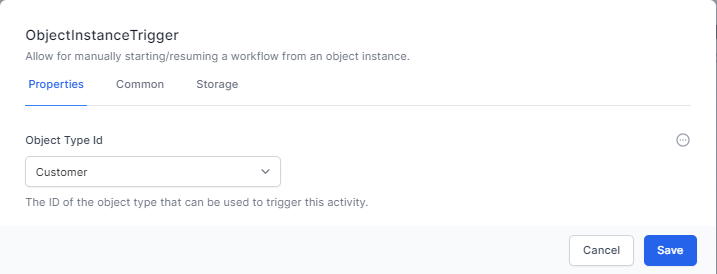 ObjectInstanceTrigger
Allow for manually starting/resuming a workflow from an object instance.
Properties Common Storage
Object Type Id
Customer
The ID of the object type that can be used to trigger this activity.
Cancel Save